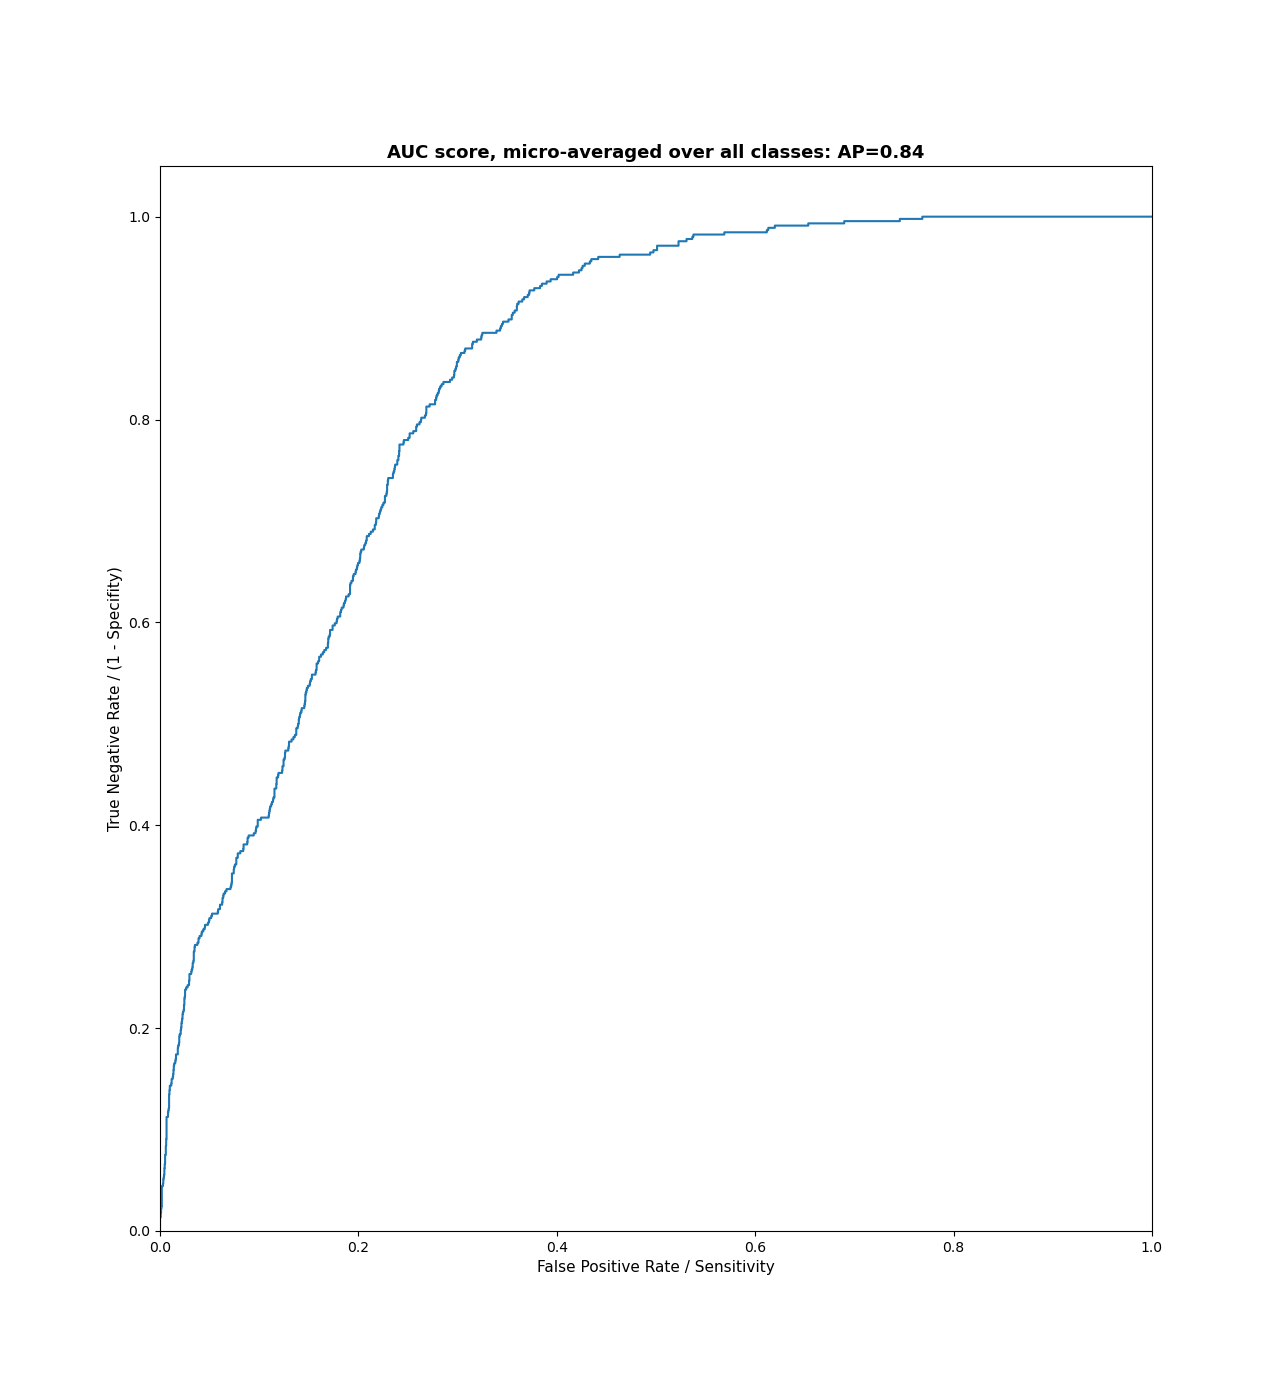 AUC score, micro-averaged over all classes: AP=0.84
1.0
0.8
0.6
0.4
0.2
0.0
True Negative Rate / (1 - Specifity)
0.0 0.2 0.4 0.6 0.8 1.0
False Positive Rate / Sensitivity